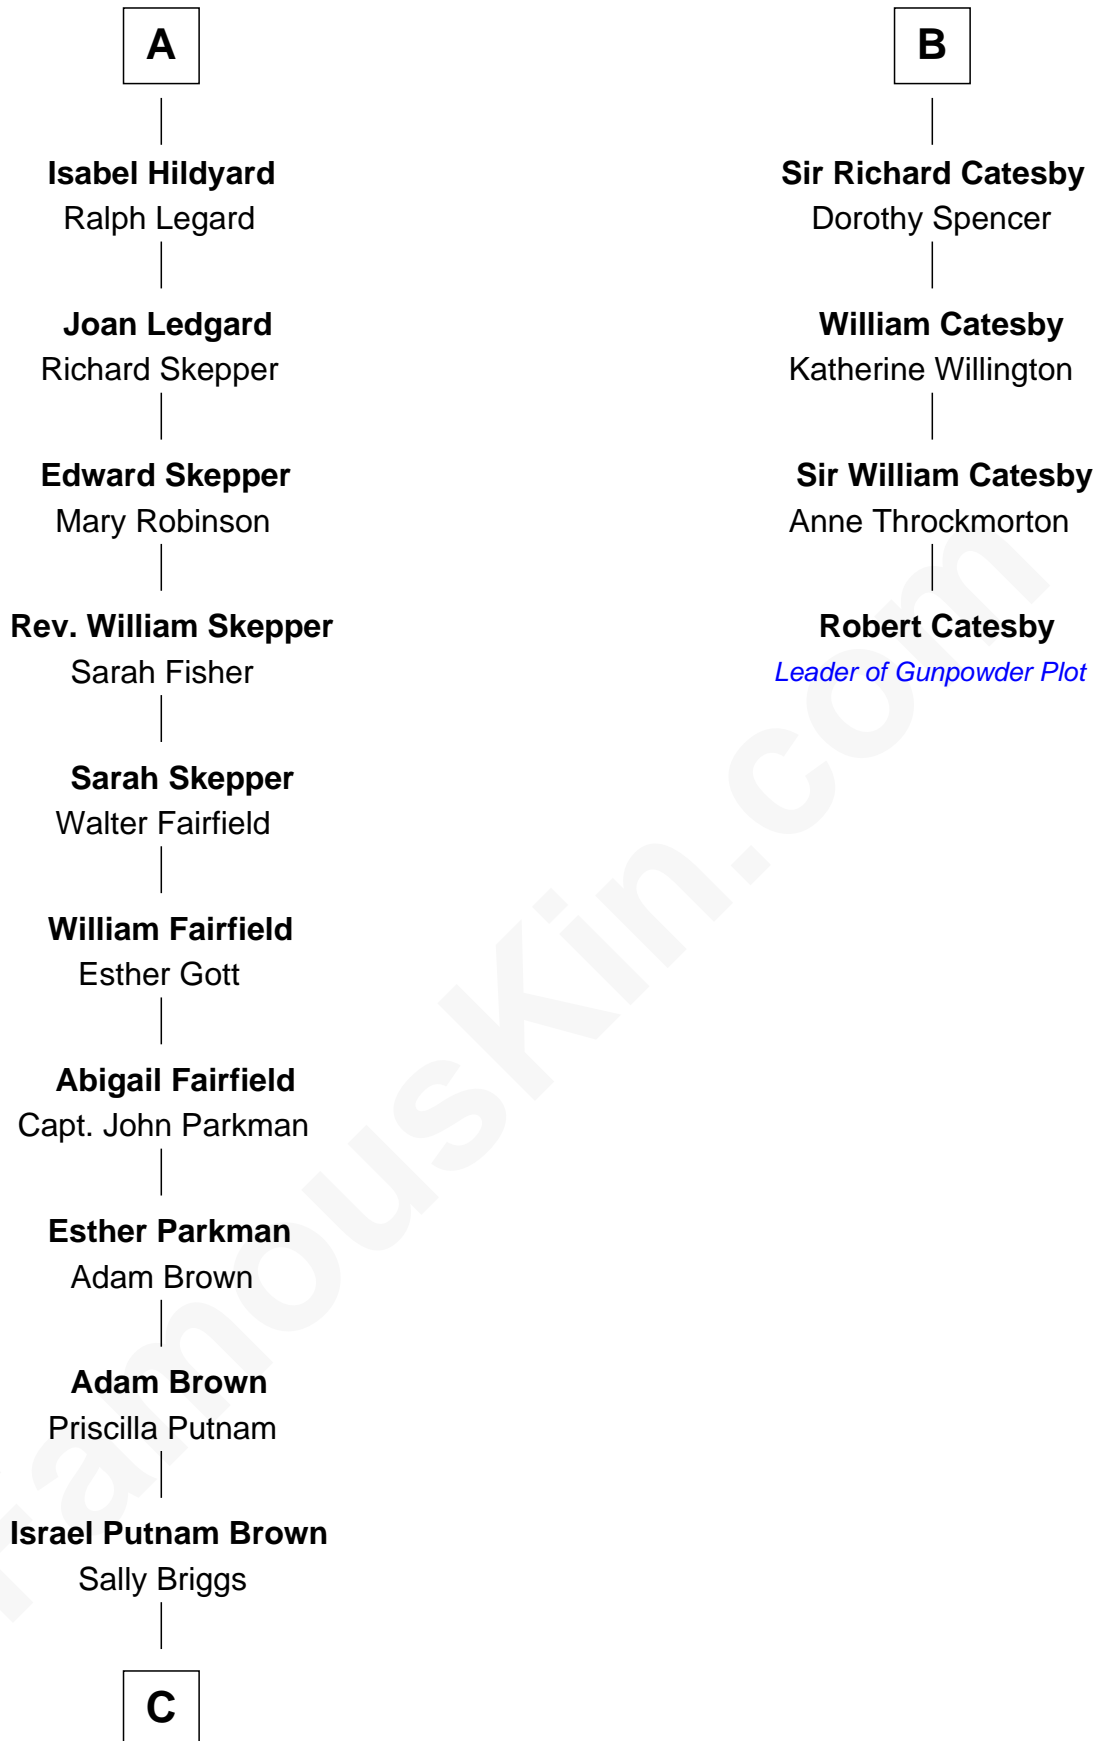 A
Isabel Hildyard
Ralph Legard
Joan Ledgard
Richard Skepper
Edward Skepper
Mary Robinson
Rev. William Skepper
Sarah Fisher
Sarah Skepper
Walter Fairfield
William Fairfield
Esther Gott
Abigail Fairfield
Capt. John Parkman
Esther Parkman
Adam Brown
Adam Brown
Priscilla Putnam
Israel Putnam Brown
Sally Briggs
C
B
Sir Richard Catesby
Dorothy Spencer
William Catesby
Katherine Willington
Sir William Catesby
Anne Throckmorton
Robert Catesby
Leader of Gunpowder Plot
FamousKin.com